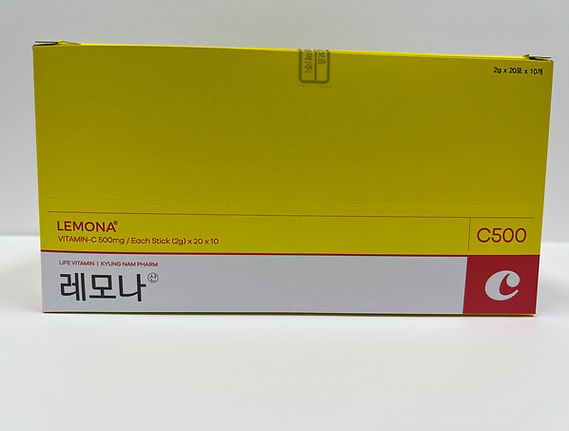 2g x 20포 x 10개
LEMONA®
VITAMIN-C 500mg / Each Stick (2g) x 20 x 10
C500
LIFE VITAMIN | KYUNG NAM PHARM
레모나산
C